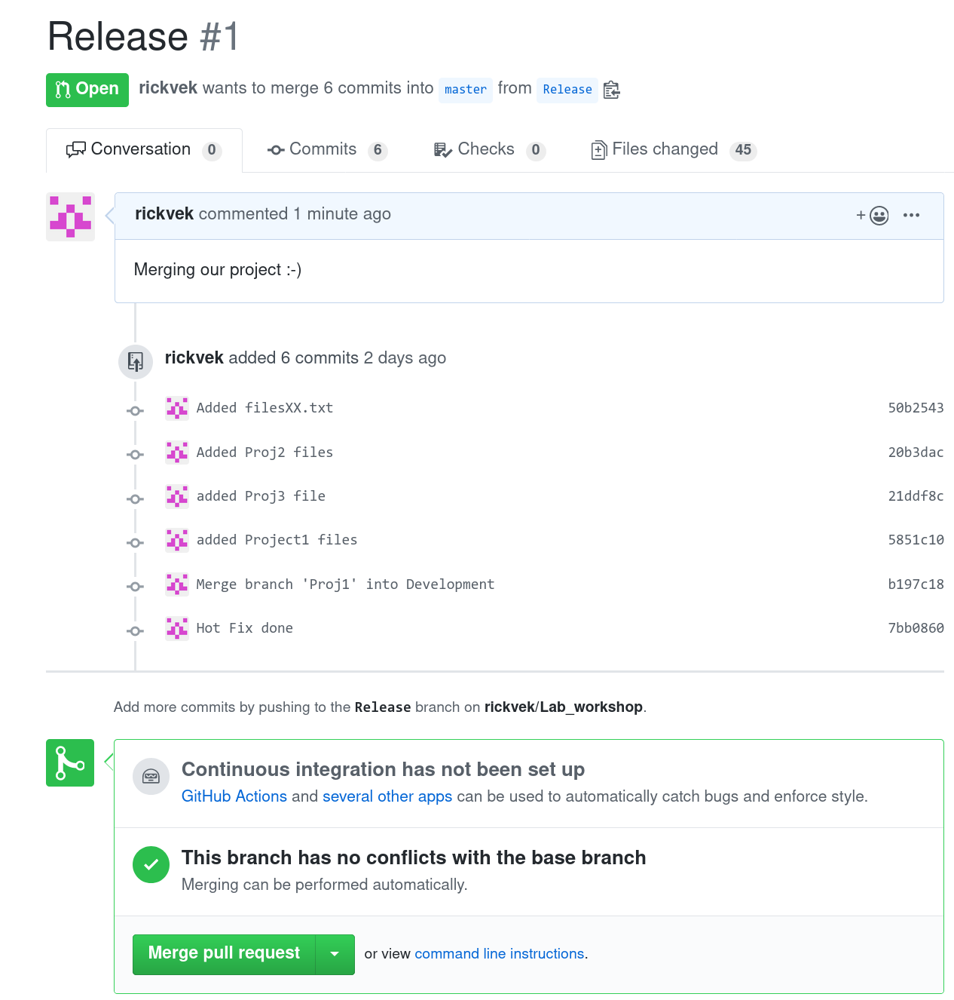 Release #1
Open rickvek wants to merge 6 commits into master from Release
Conversation 0 Commits 6 Checks 0 Files changed 45
rickvek commented 1 minute ago
Merging our project :-)
rickvek added 6 commits 2 days ago
Added filesXX.txt 50b2543
Added Proj2 files 20b3dac
added Proj3 file 21ddf8c
added Project1 files 5851c10
Merge branch 'Proj1' into Development b197c18
Hot Fix done 7bb0860
Add more commits by pushing to the Release branch on rickvek/Lab_workshop.
Continuous integration has not been set up
GitHub Actions and several other apps can be used to automatically catch bugs and enforce style.
This branch has no conflicts with the base branch
Merging can be performed automatically.
Merge pull request or view command line instructions.